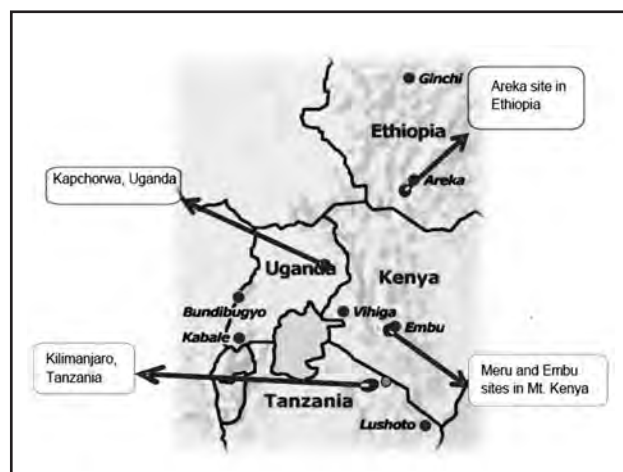 Ginchi
Areka site in
Ethiopia
Ethiopia
Areka
Kapchorwa, Uganda
Uganda
Kenya
Bundibugyo
Vihiga
Kabale
Embu
Kilimanjaro,
Tanzania
Meru and Embu
sites in Mt. Kenya
Tanzania
Lushoto